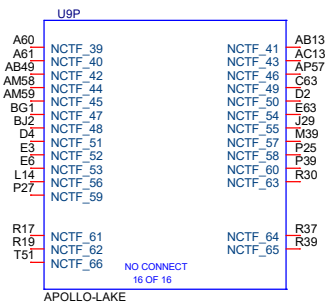 U9P
A60 NCTF_39 NCTF_41 AB13
A61 NCTF_40 NCTF_43 AC13
AB49 NCTF_42 NCTF_46 AP57
AM58 NCTF_44 NCTF_49 C63
AM59 NCTF_45 NCTF_50 D2
BG1 NCTF_47 NCTF_54 E63
BJ2 NCTF_48 NCTF_55 J29
D4 NCTF_51 NCTF_57 M39
E3 NCTF_52 NCTF_58 P25
E6 NCTF_53 NCTF_60 P39
L14 NCTF_56 NCTF_63 R30
P27 NCTF_59
R17 NCTF_61 NCTF_64 R37
R19 NCTF_62 NCTF_65 R39
T51 NCTF_66
NO CONNECT
16 OF 16
APOLLO-LAKE